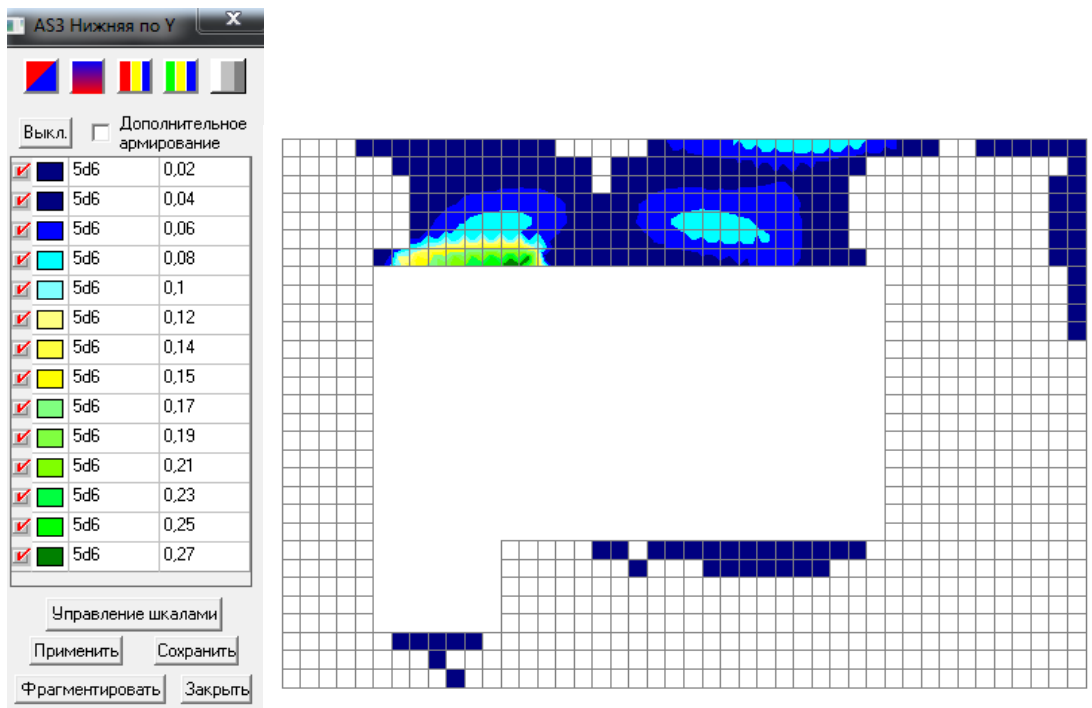 AS3 Нижняя по Y
Выкл.
Дополнительное
армирование
5d6 0,02
5d6 0,04
5d6 0,06
5d6 0,08
5d6 0,1
5d6 0,12
5d6 0,14
5d6 0,15
5d6 0,17
5d6 0,19
5d6 0,21
5d6 0,23
5d6 0,25
5d6 0,27
Управление шкалами
Применить Сохранить
Фрагментировать Закрыть